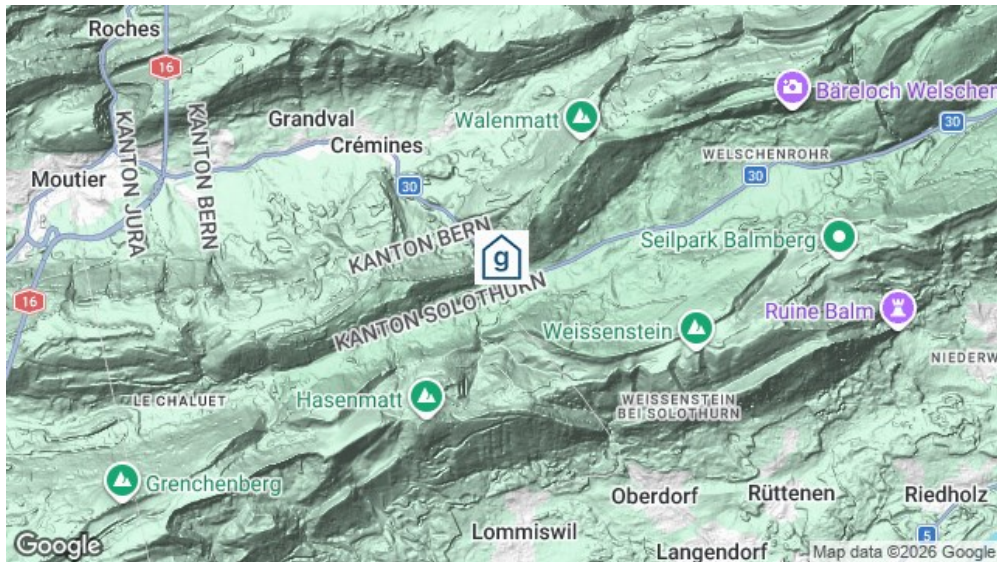 Roches
16
Bäreloch Welschen
Grandval
Walenmatt
30
Crémines
WELSCHENROHR
30
KANTON JURA
KANTON BERN
Moutier
30
KANTON BERN
Seilpark Balmberg
g
KANTON SOLOTHURN
16
Ruine Balm
Weissenstein
NIEDERW
LE CHALUET
Hasenmatt
WEISSENSTEIN
BEI SOLOTHURN
Grenchenberg
Oberdorf
Rüttenen
Riedholz
Lommiswil
5
Google
Langendorf
Map data ©2026 Google